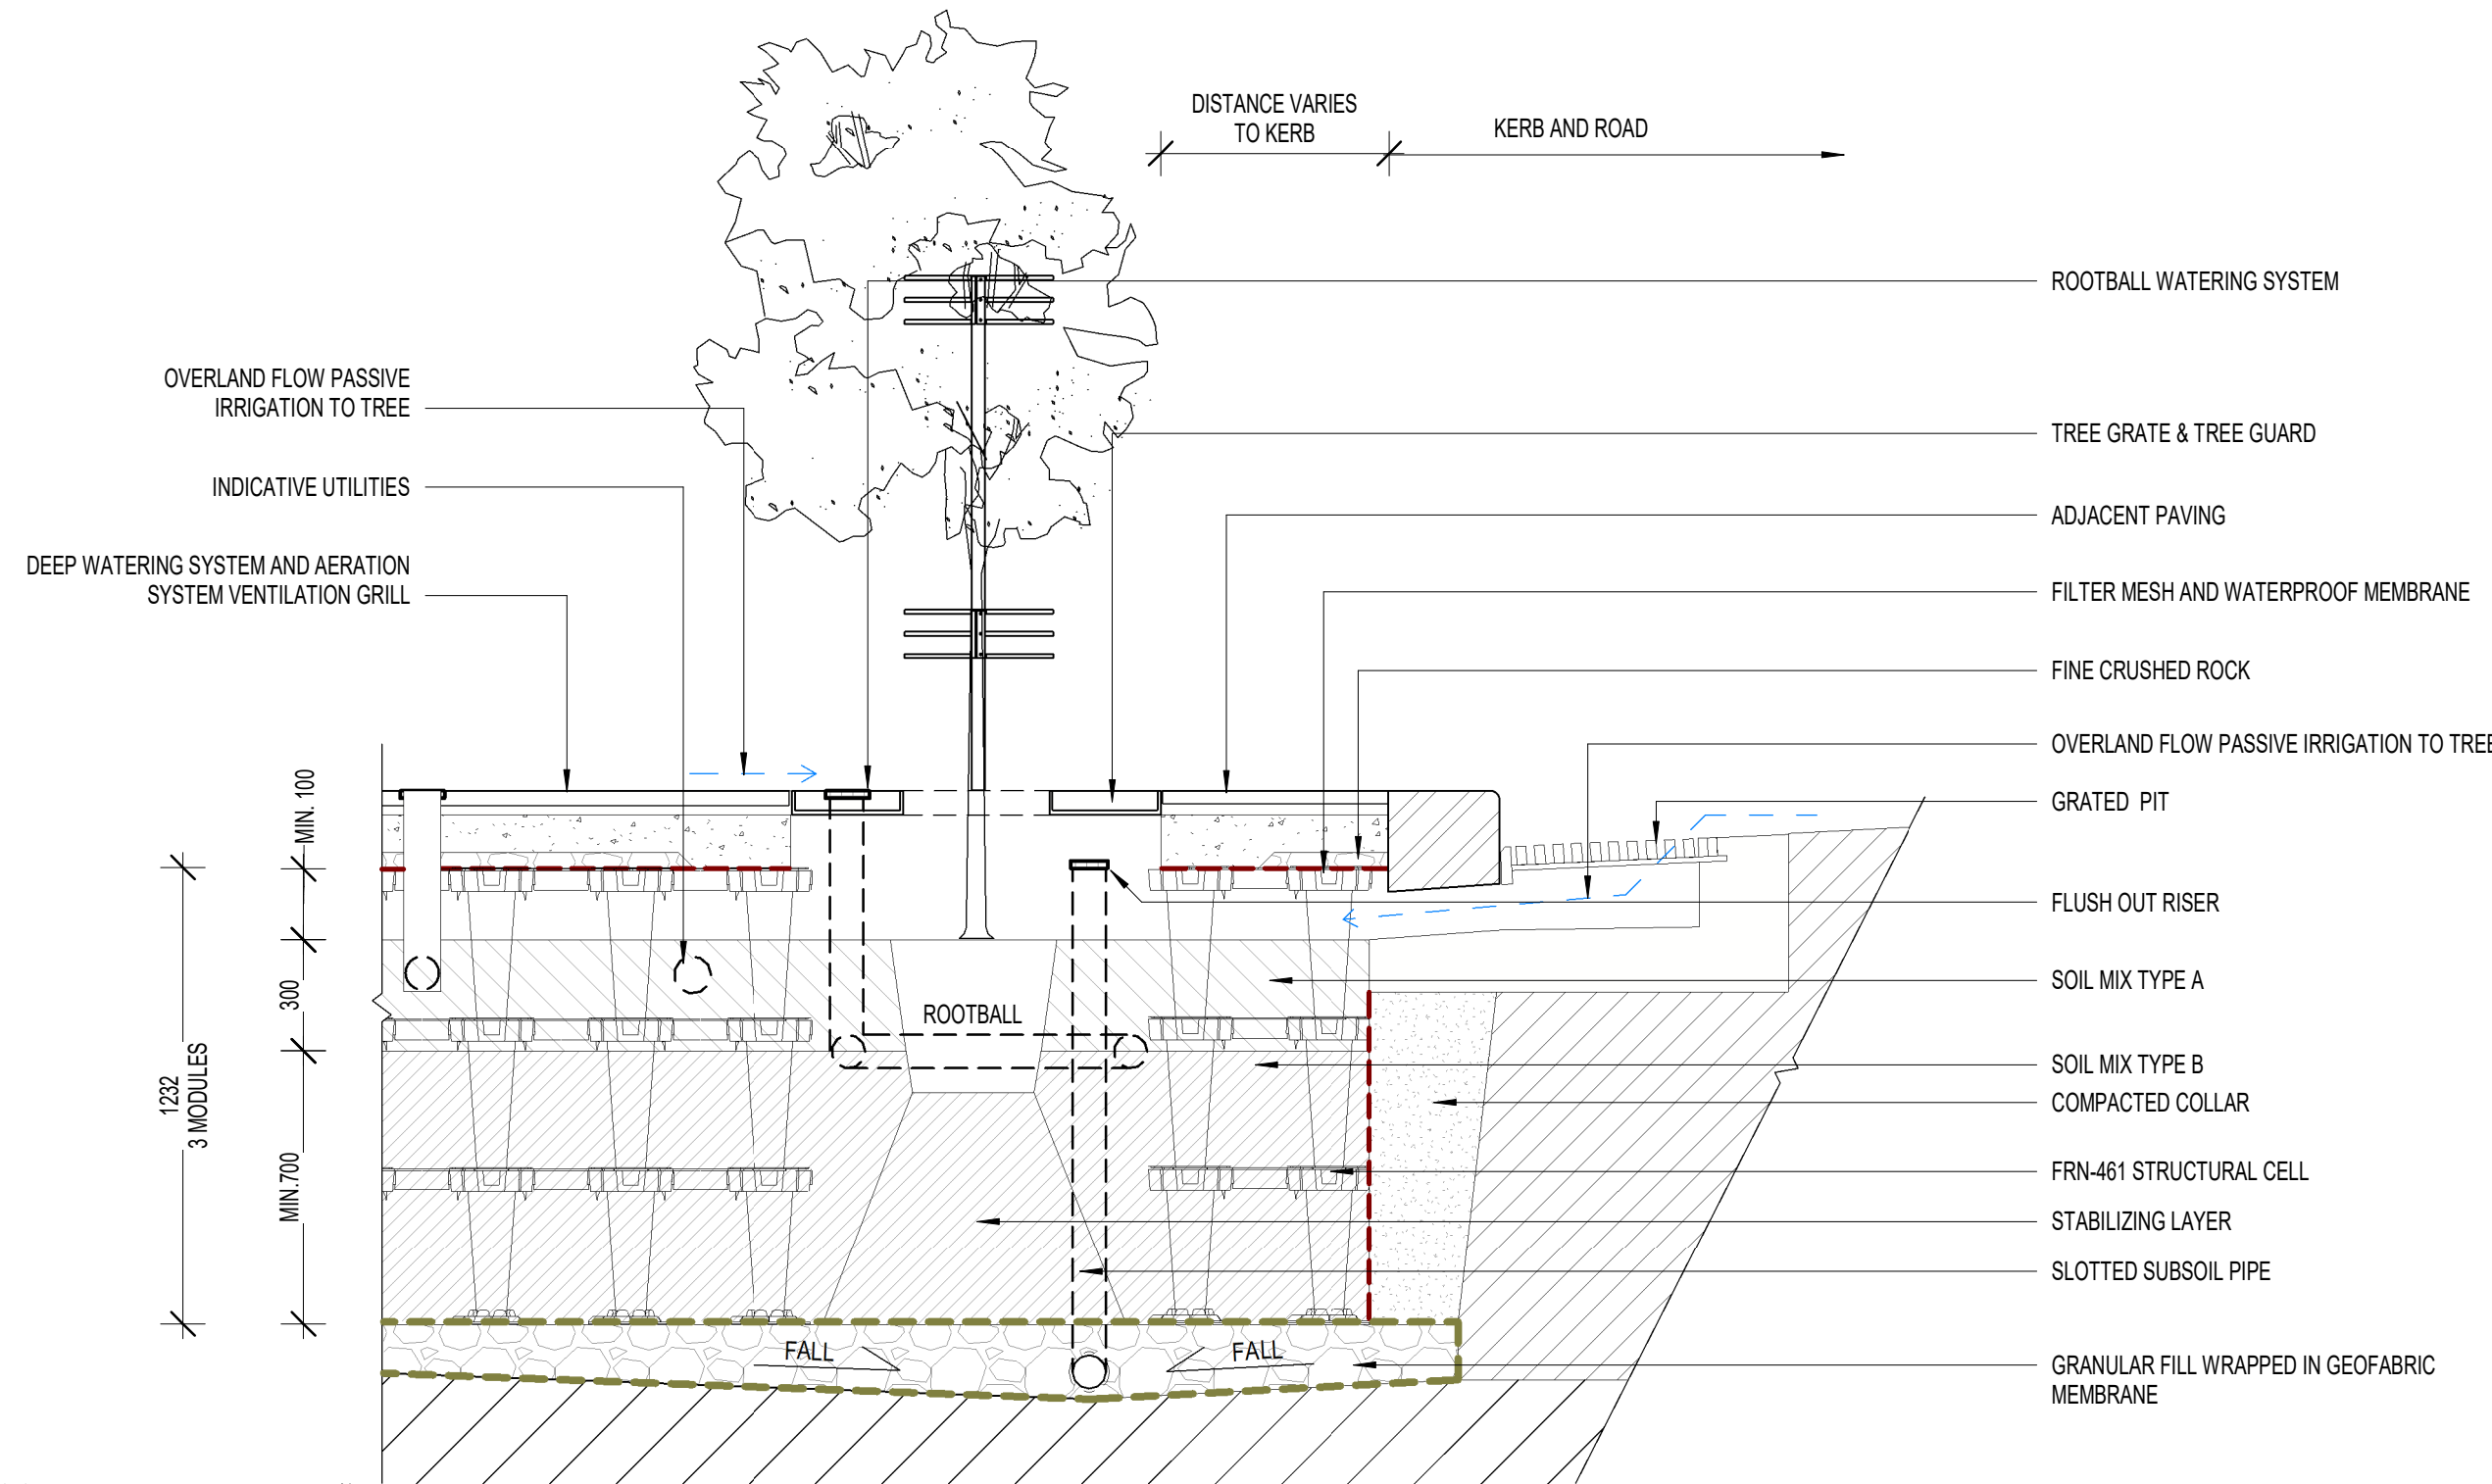 DISTANCE VARIES
TO KERB
KERB AND ROAD
ROOTBALL WATERING SYSTEM
OVERLAND FLOW PASSIVE
IRRIGATION TO TREE
TREE GRATE & TREE GUARD
INDICATIVE UTILITIES
ADJACENT PAVING
DEEP WATERING SYSTEM AND AERATION
SYSTEM VENTILATION GRILL
FILTER MESH AND WATERPROOF MEMBRANE
FINE CRUSHED ROCK
OVERLAND FLOW PASSIVE IRRIGATION TO TREE
GRATED PIT
MIN. 100
FLUSH OUT RISER
SOIL MIX TYPE A
300
ROOTBALL
SOIL MIX TYPE B
COMPACTED COLLAR
1232
3 MODULES
MIN.700
FRN-461 STRUCTURAL CELL
STABILIZING LAYER
SLOTTED SUBSOIL PIPE
FALL
FALL
GRANULAR FILL WRAPPED IN GEOFABRIC
MEMBRANE